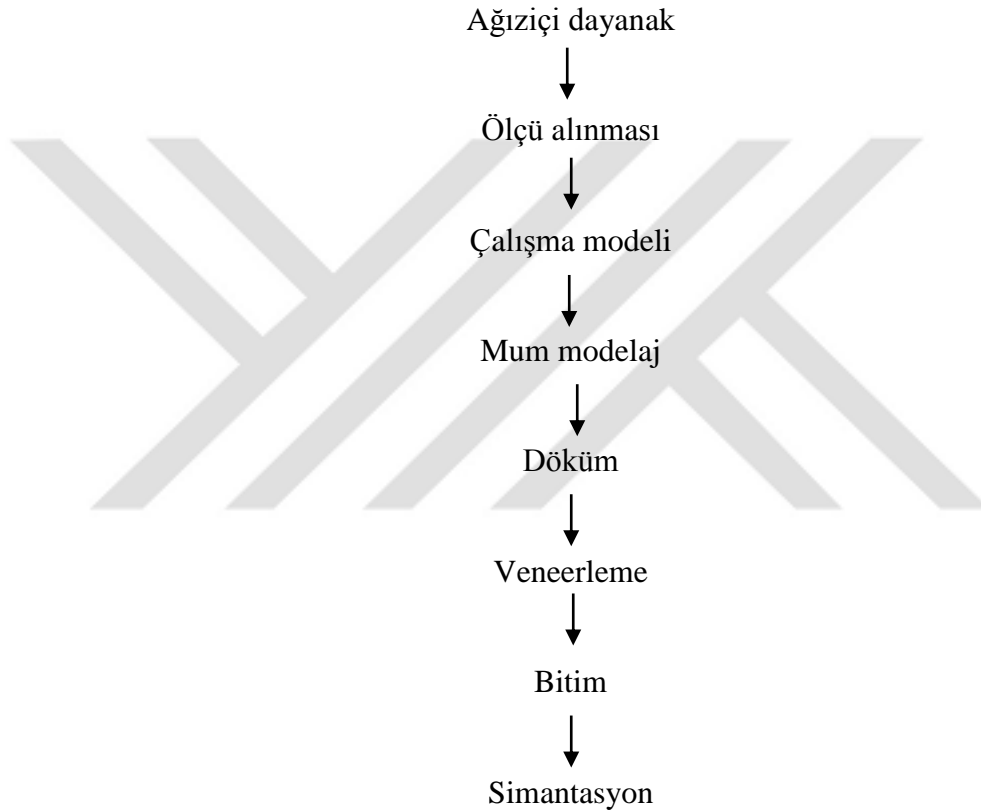 Ağıziçi dayanak
Ölçü alınması
Çalışma modeli
Mum modelaj
Döküm
Veneerleme
Bitim
Simantasyon